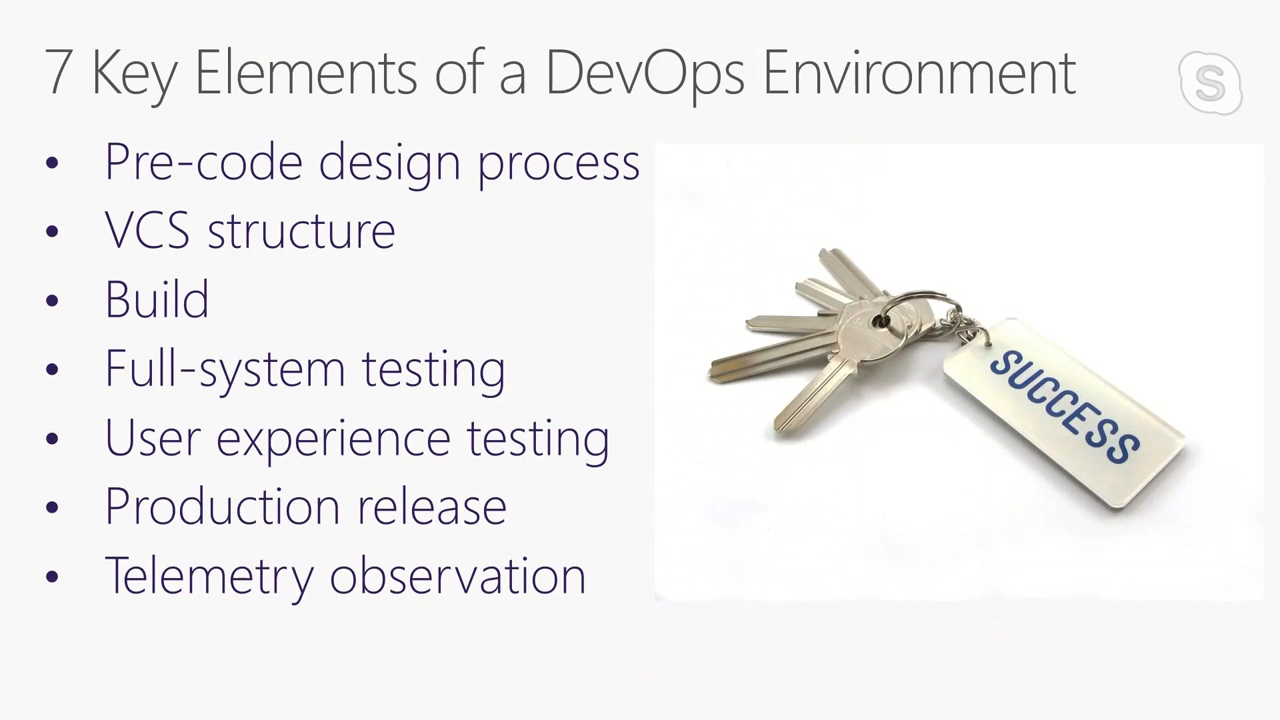 7 Key Elements of a DevOps Environment
S
• Pre-code design process
• VCS structure
• Build
• Full-system testing
• User experience testing
• Production release
• Telemetry observation
SUCCESS